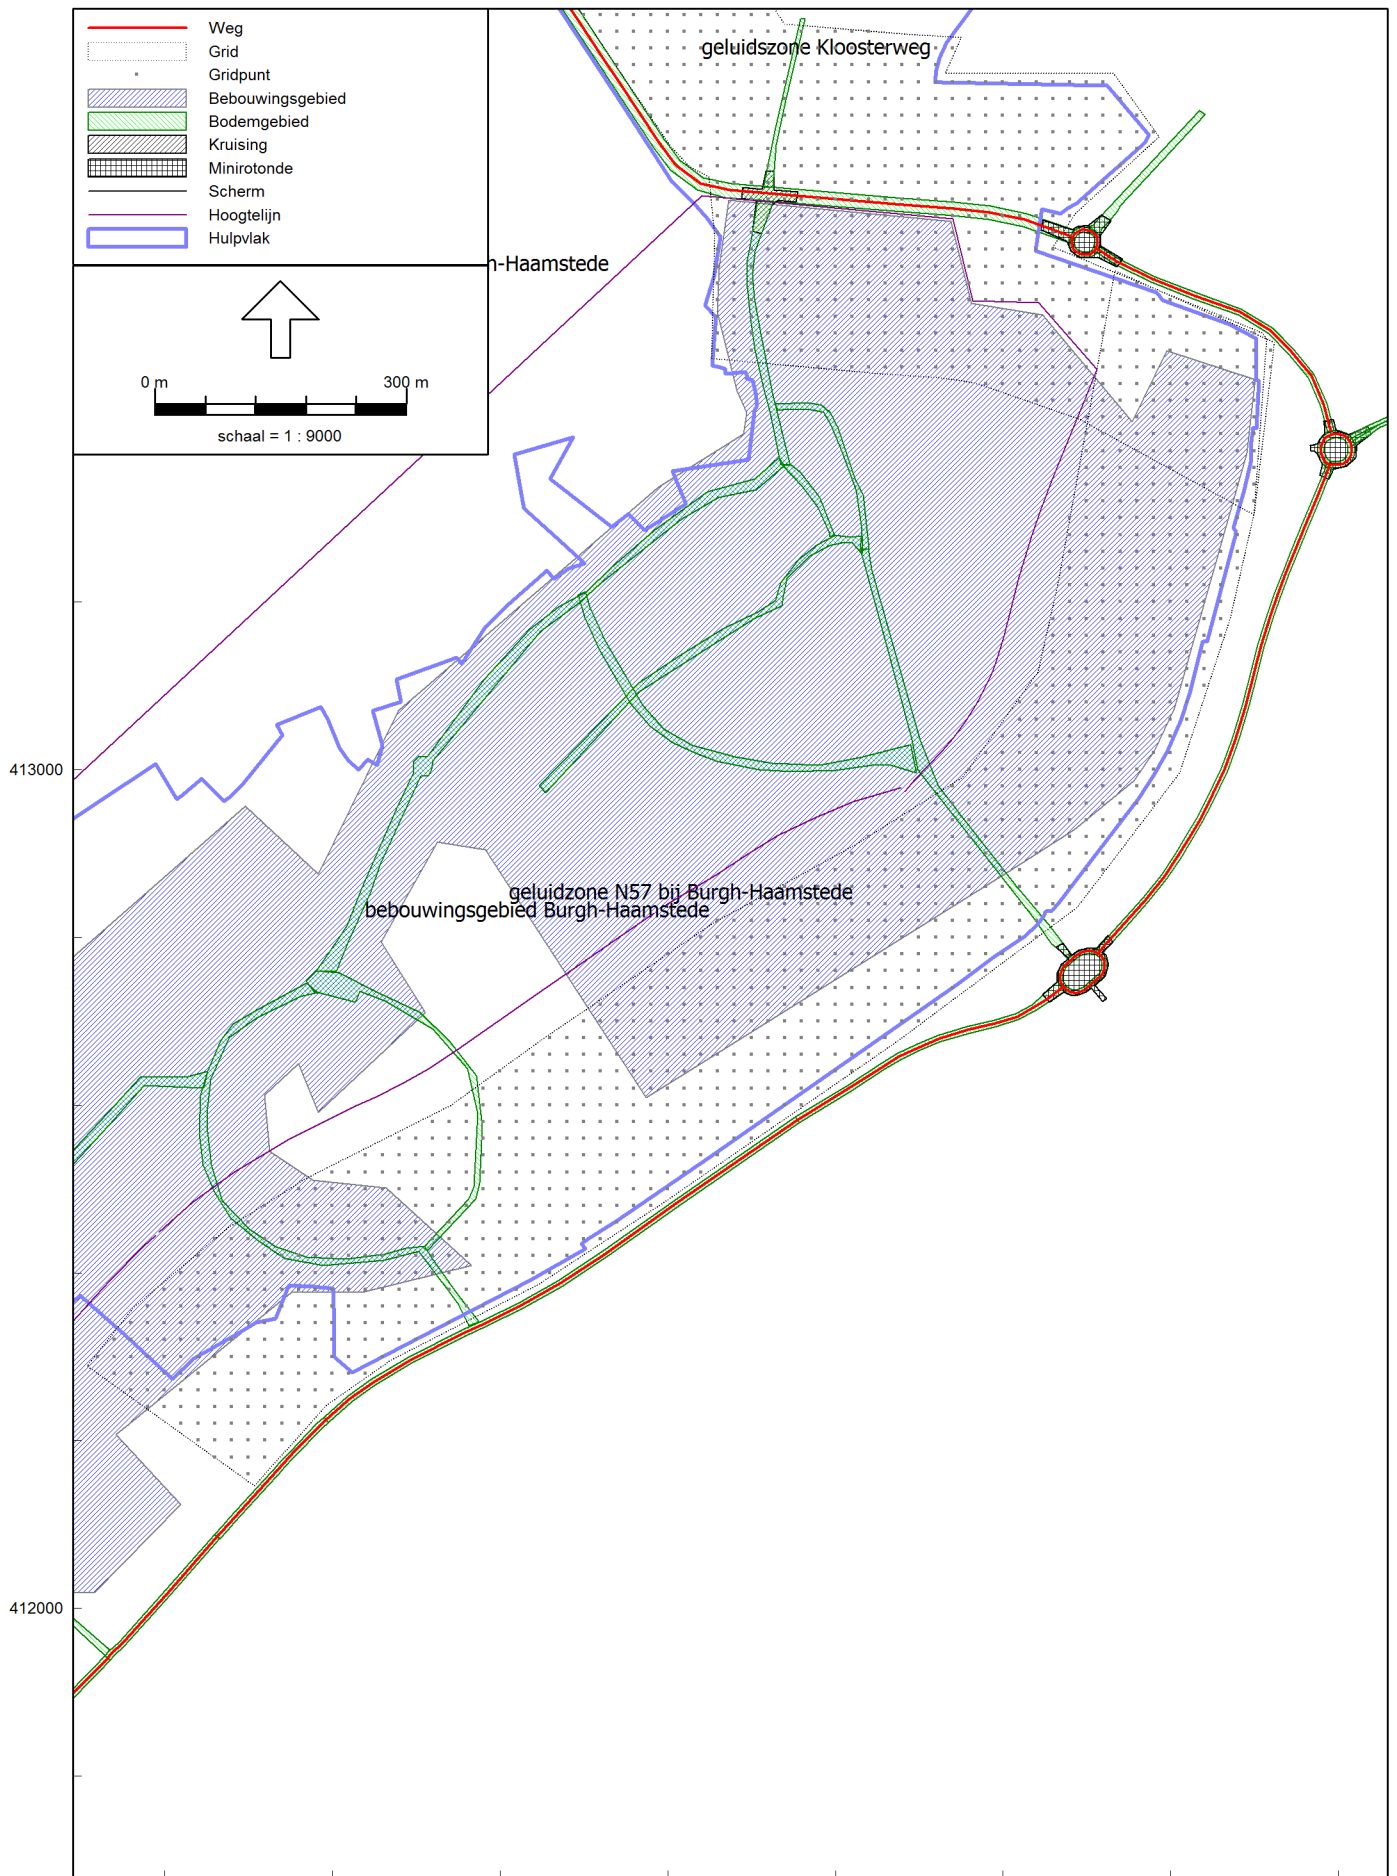 Weg
Grid
Gridpunt
Bebouwingsgebied
Bodemgebied
Kruising
Minirotonde
Scherm
Hoogtelijn
Hulpvlak
0 m 300 m
schaal = 1 : 9000
geluidszone Kloosterweg
n-Haamstede
413000
geluidzone N57 bij Burgh-Haamstede
bebouwingsgebied Burgh-Haamstede
412000